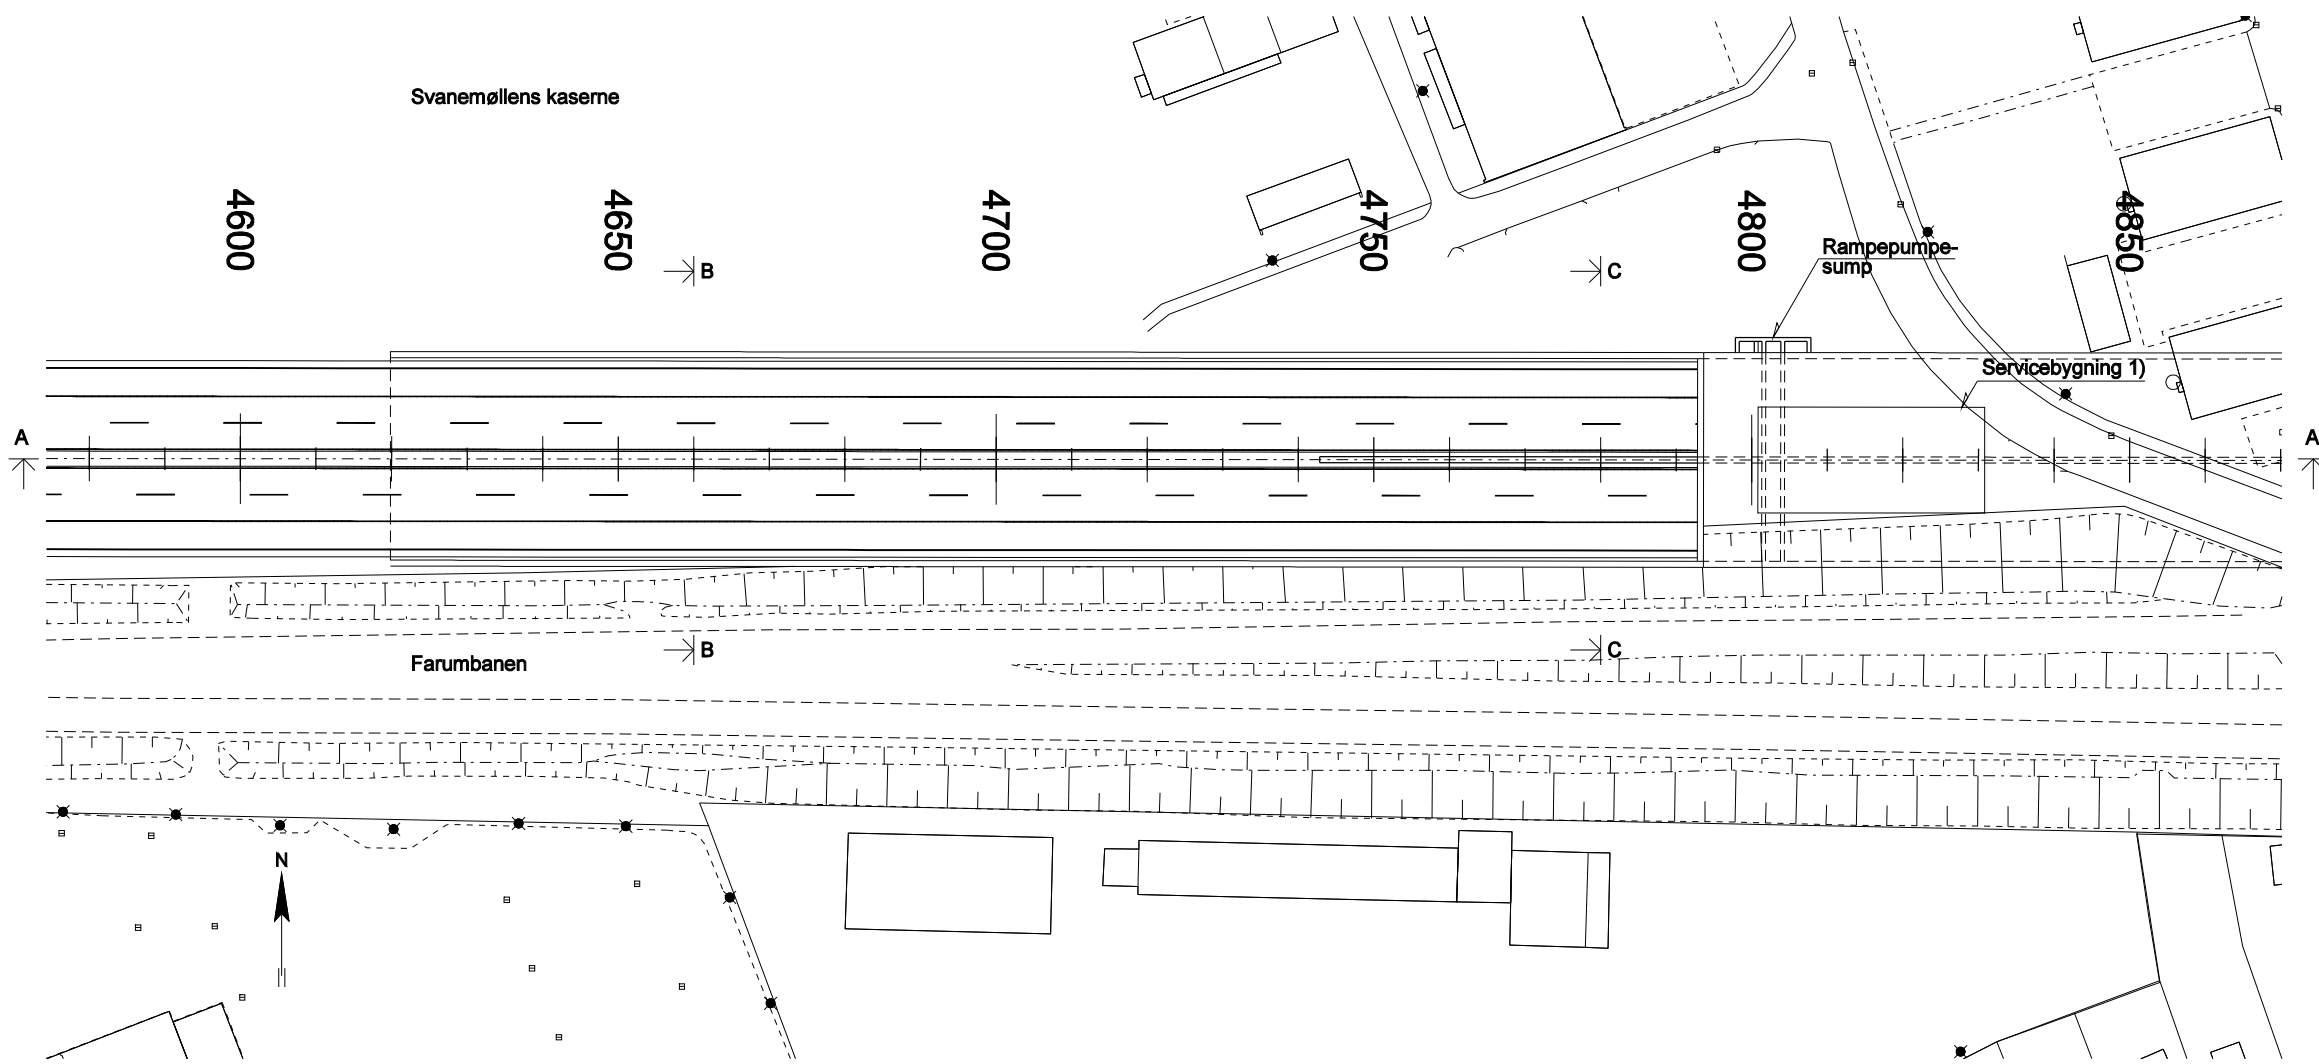 Svanemøllens kaserne
4600
4650
4700
4750
4800
4850
B
C
Rampepumpe-
sump
Servicebygning 1)
A
A
B
C
Farumbanen
N